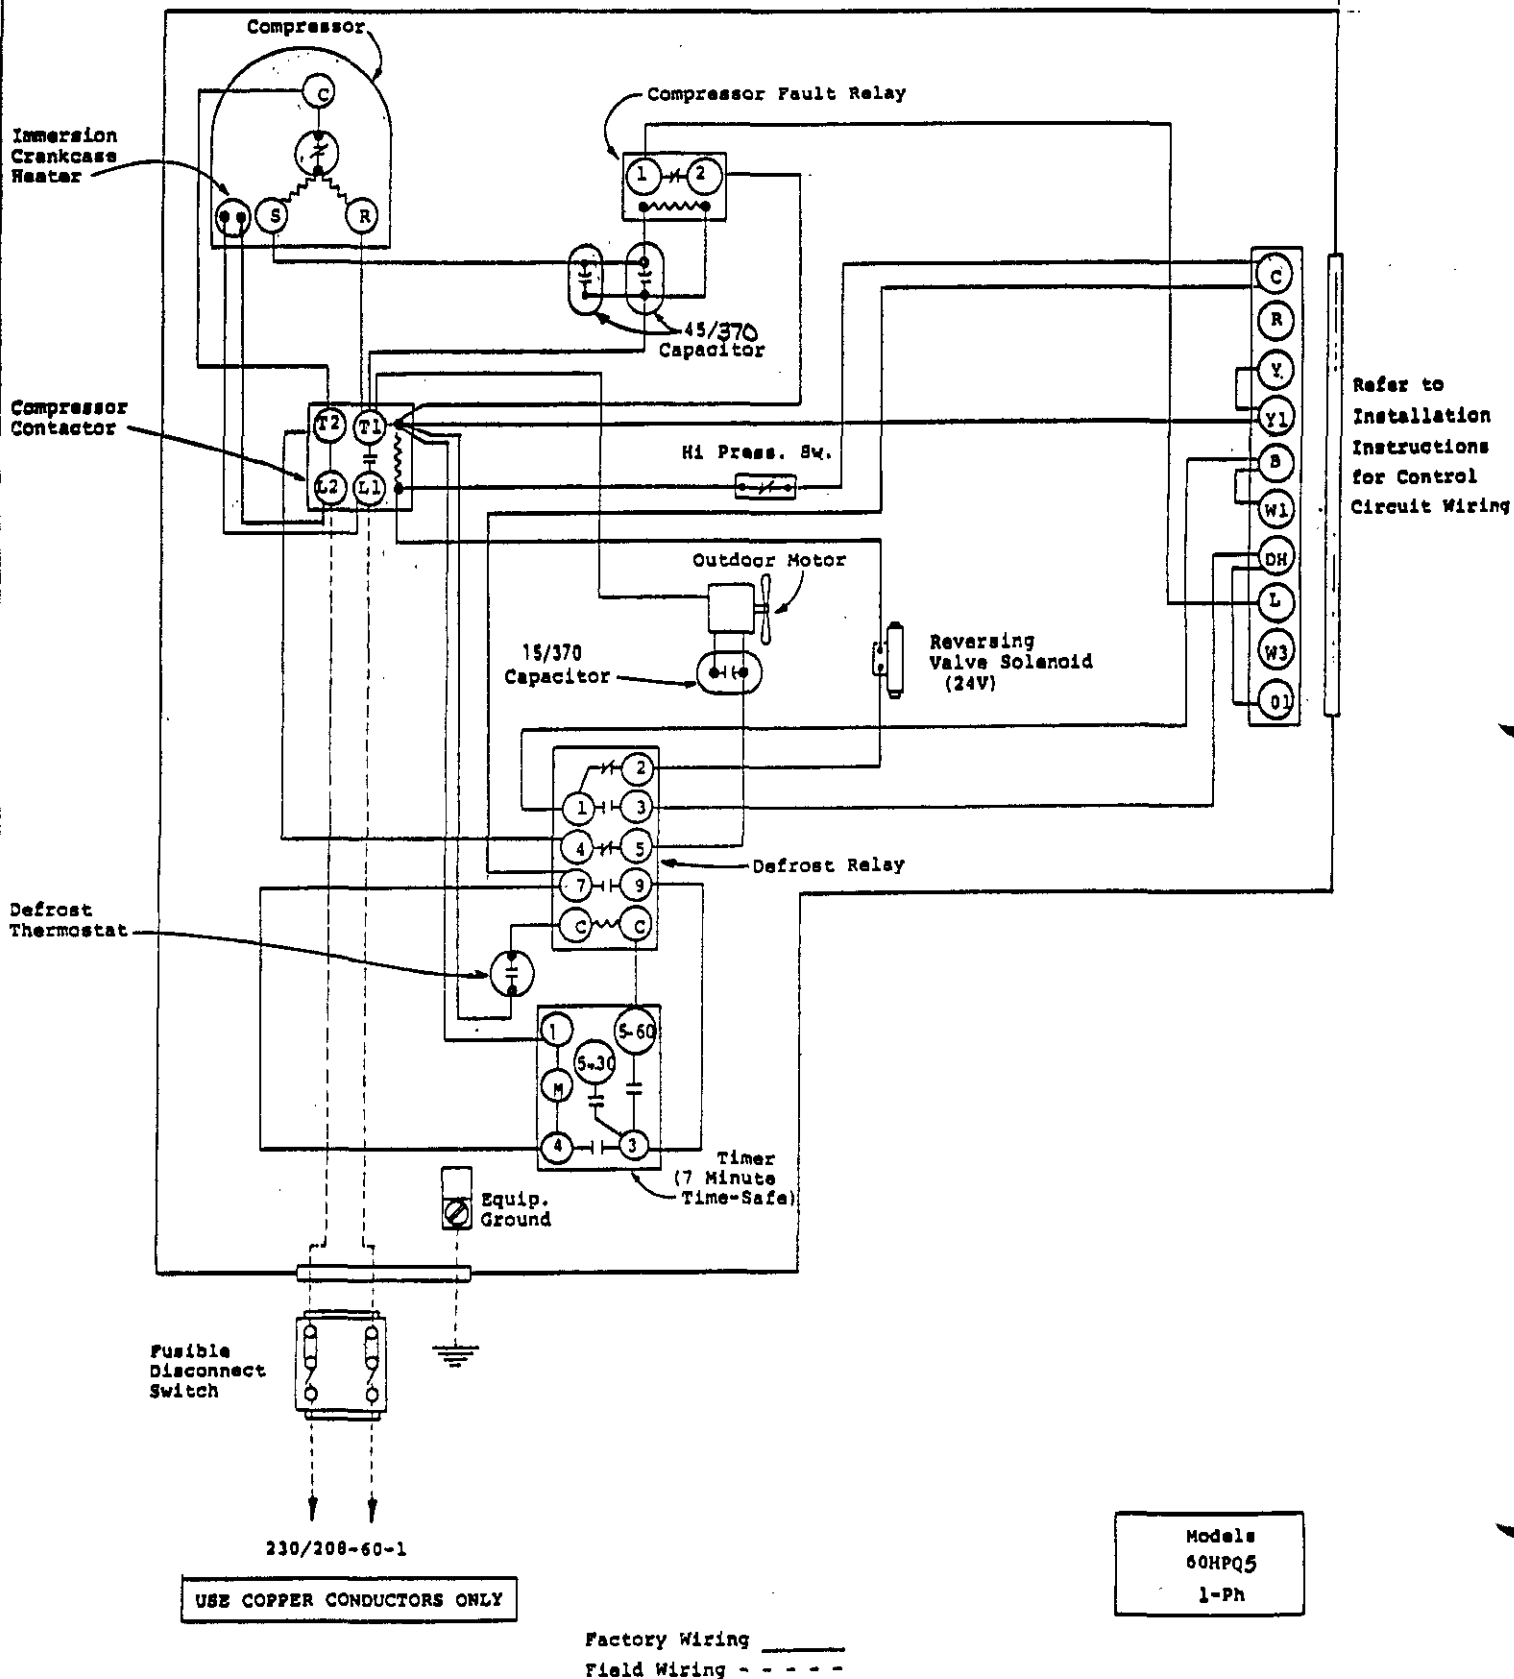 Compressor
C
Immersion
Crankcase
Heater
S
R
Compressor Fault Relay
1
2
45/370
Capacitor
Compressor
Contactor
T2
T1
L2
L1
Hi Press. Sw.
C
R
Y
Y1
B
W1
DH
L
W3
01
Refer to
Installation
Instructions
for Control
Circuit Wiring
Outdoor Motor
15/370
Capacitor
Reversing
Valve Solenoid
(24V)
2
1
3
4
5
7
9
C
C
Defrost Relay
Defrost
Thermostat
1
5-60
5-30
M
4
3
Timer
(7 Minute
Time-Safe)
Equip.
Ground
Fusible
Disconnect
Switch
230/208-60-1
USE COPPER CONDUCTORS ONLY
Models
60HPQ5
1-Ph
Factory Wiring
Field Wiring